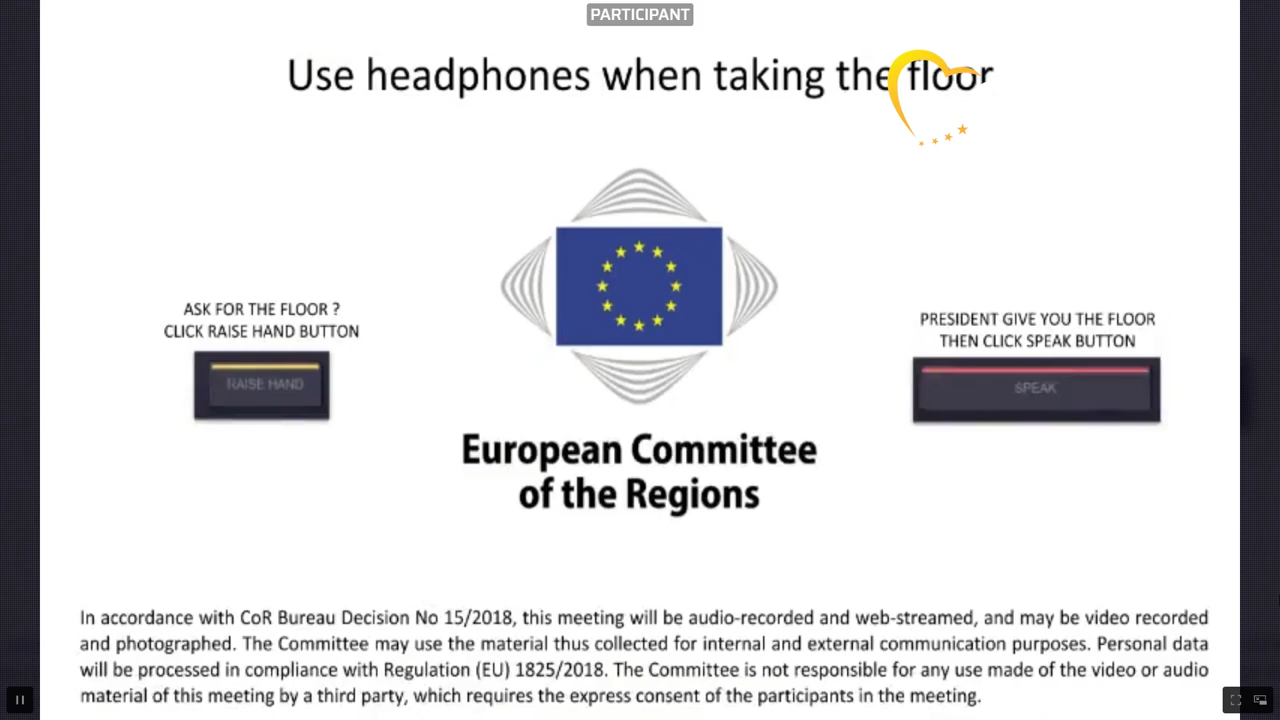 PARTICIPANT
Use headphones when taking the floor
ASK FOR THE FLOOR ?
CLICK RAISE HAND BUTTON
RAISE HAND
PRESIDENT GIVE YOU THE FLOOR
THEN CLICK SPEAK BUTTON
SPEAK
European Committee
of the Regions
In accordance with CoR Bureau Decision No 15/2018, this meeting will be audio-recorded and web-streamed, and may be video recorded
and photographed. The Committee may use the material thus collected for internal and external communication purposes. Personal data
will be processed in compliance with Regulation (EU) 1825/2018. The Committee is not responsible for any use made of the video or audio
material of this meeting by a third party, which requires the express consent of the participants in the meeting.